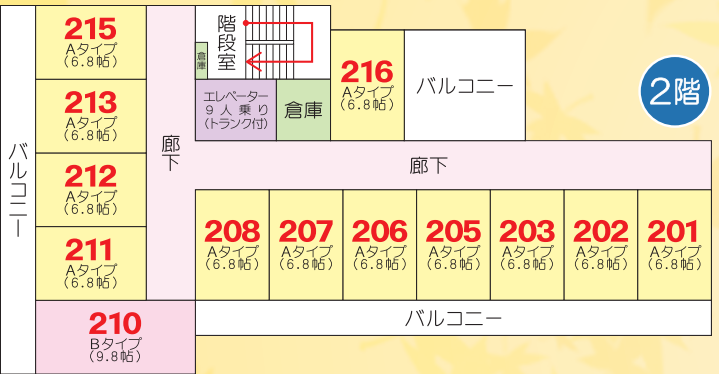 215
Aタイプ
(6.8帖)
213
Aタイプ
(6.8帖)
212
Aタイプ
(6.8帖)
211
Aタイプ
(6.8帖)
210
Bタイプ
(9.8帖)
バルコニー
廊下
階段室
倉庫
エレベーター
9人乗り
(トランク付)
倉庫
216
Aタイプ
(6.8帖)
バルコニー
2階
廊下
208
Aタイプ
(6.8帖)
207
Aタイプ
(6.8帖)
206
Aタイプ
(6.8帖)
205
Aタイプ
(6.8帖)
203
Aタイプ
(6.8帖)
202
Aタイプ
(6.8帖)
201
Aタイプ
(6.8帖)
バルコニー